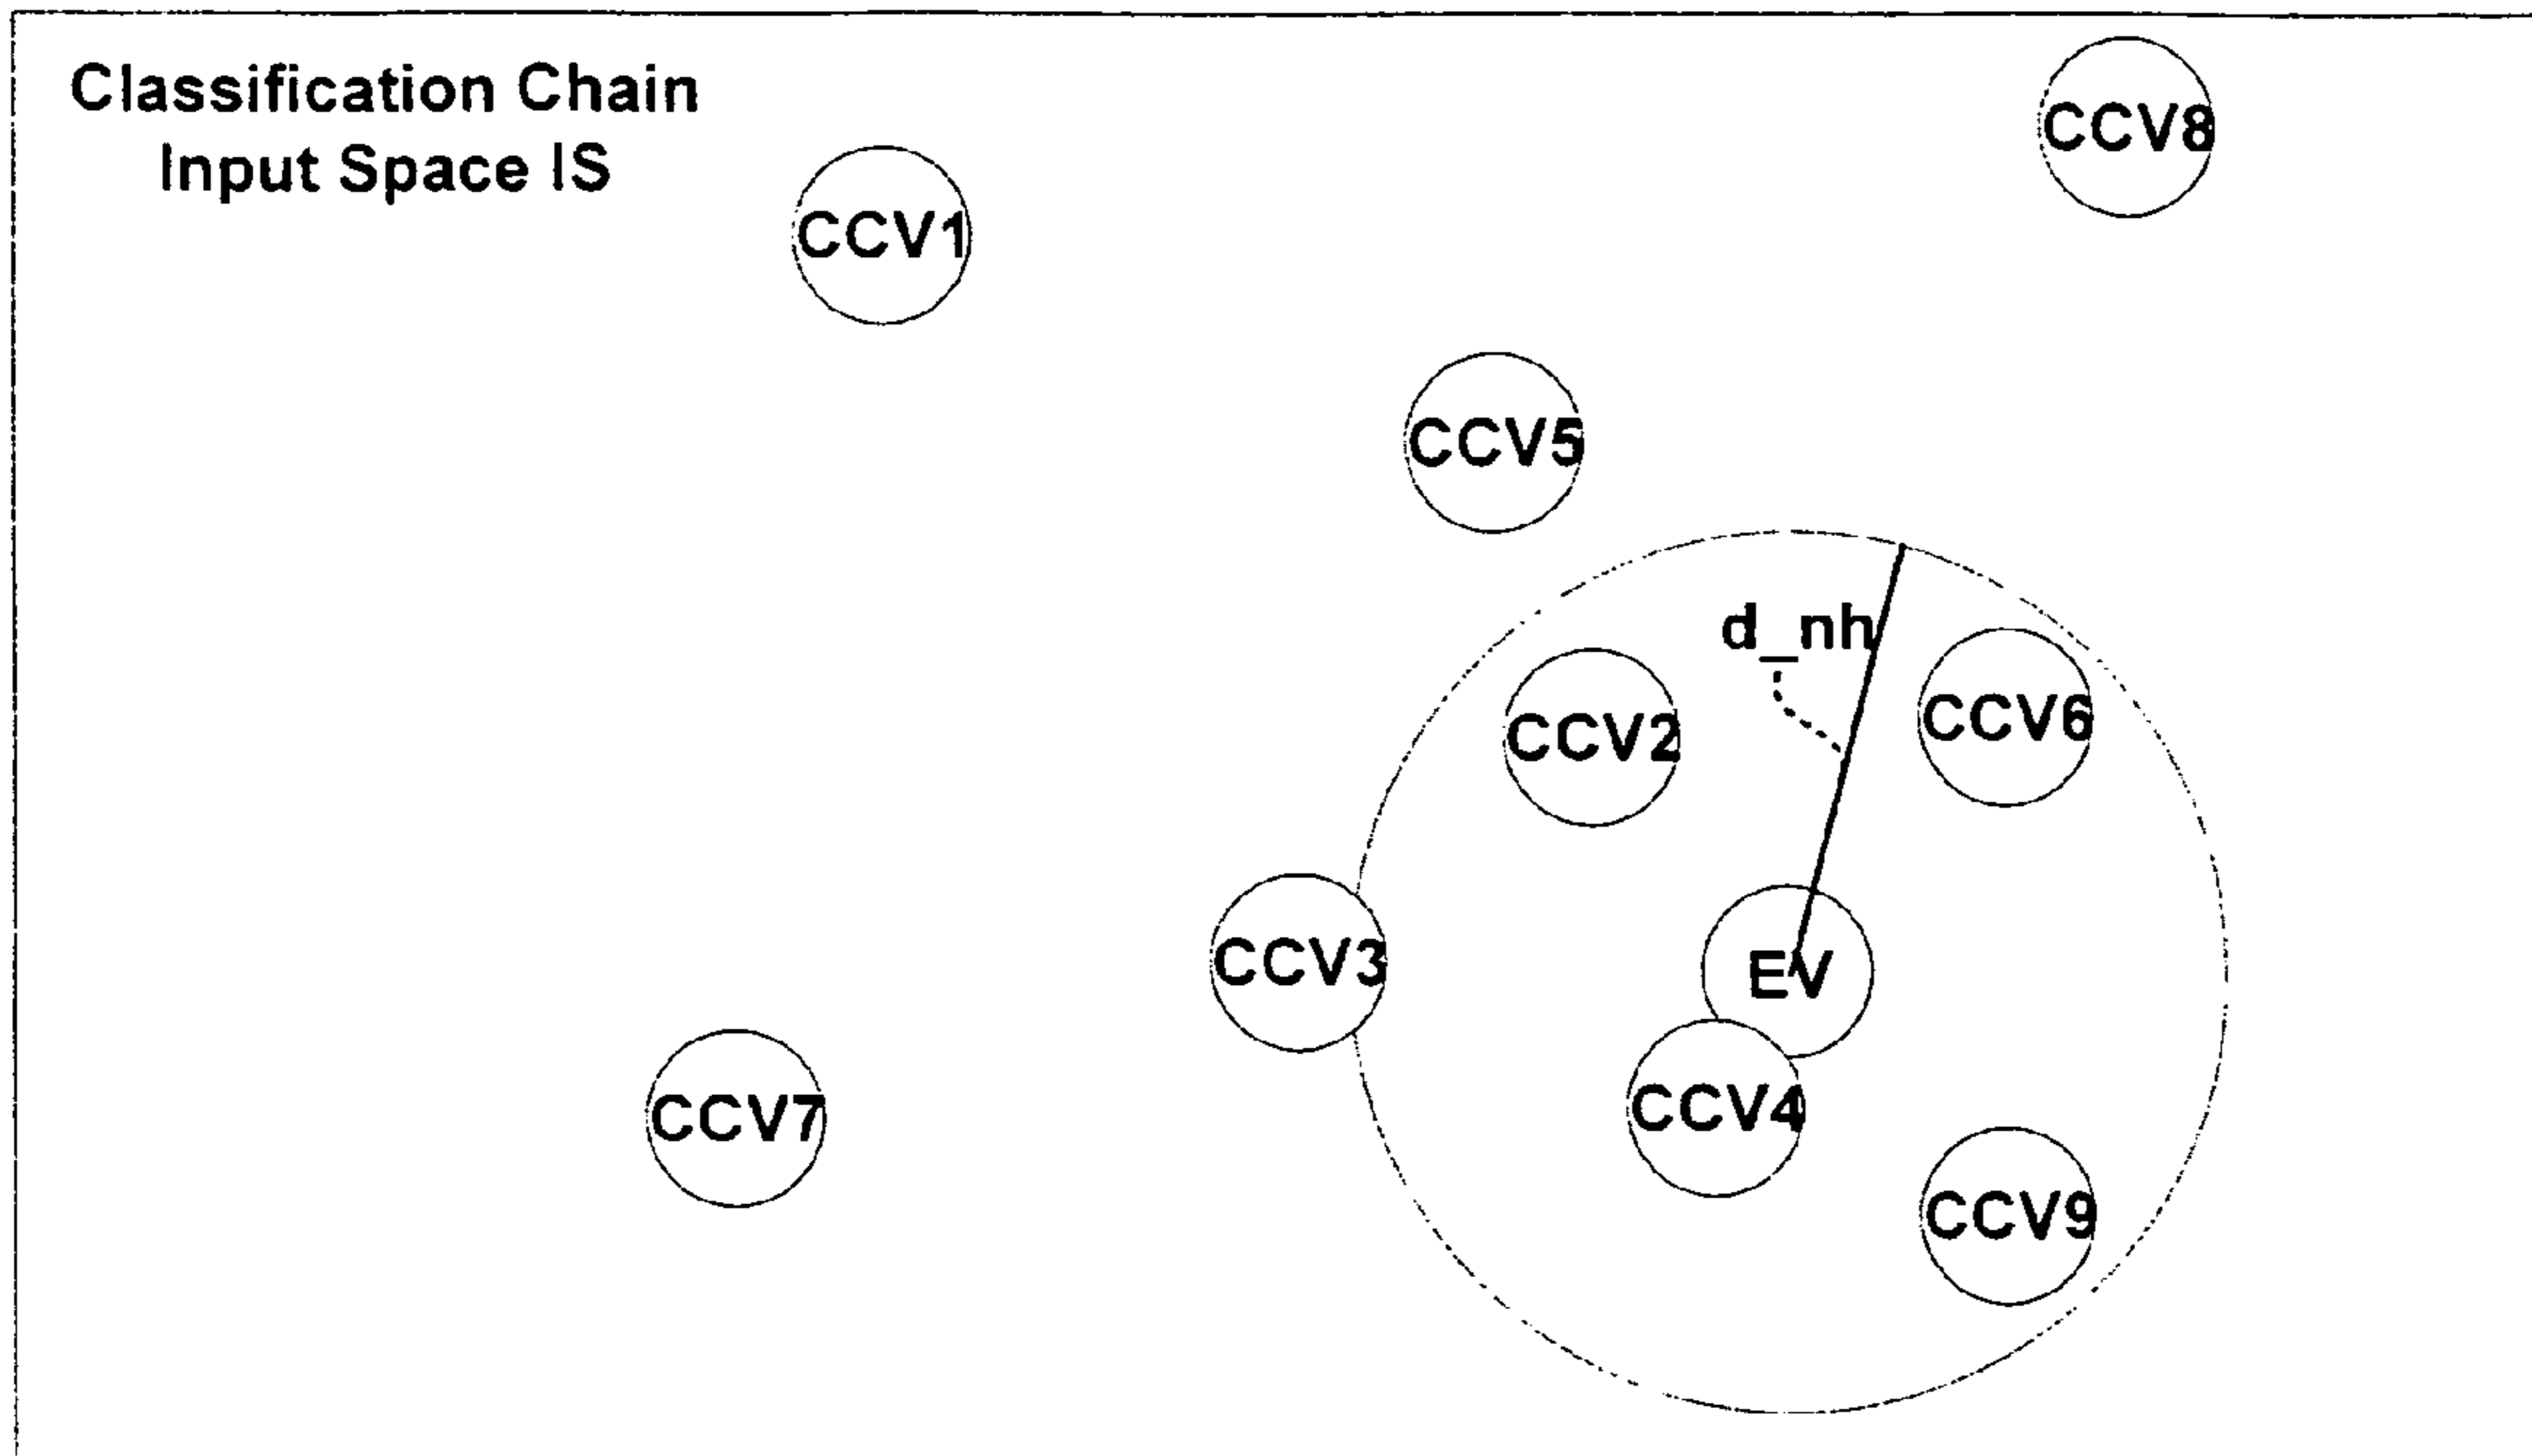 Classification Chain
Input Space IS
CCV8
CCV1
CCV5
d_nh
CCV6
CCV2
CCV3
EV
CCV4
CCV7
CCV9